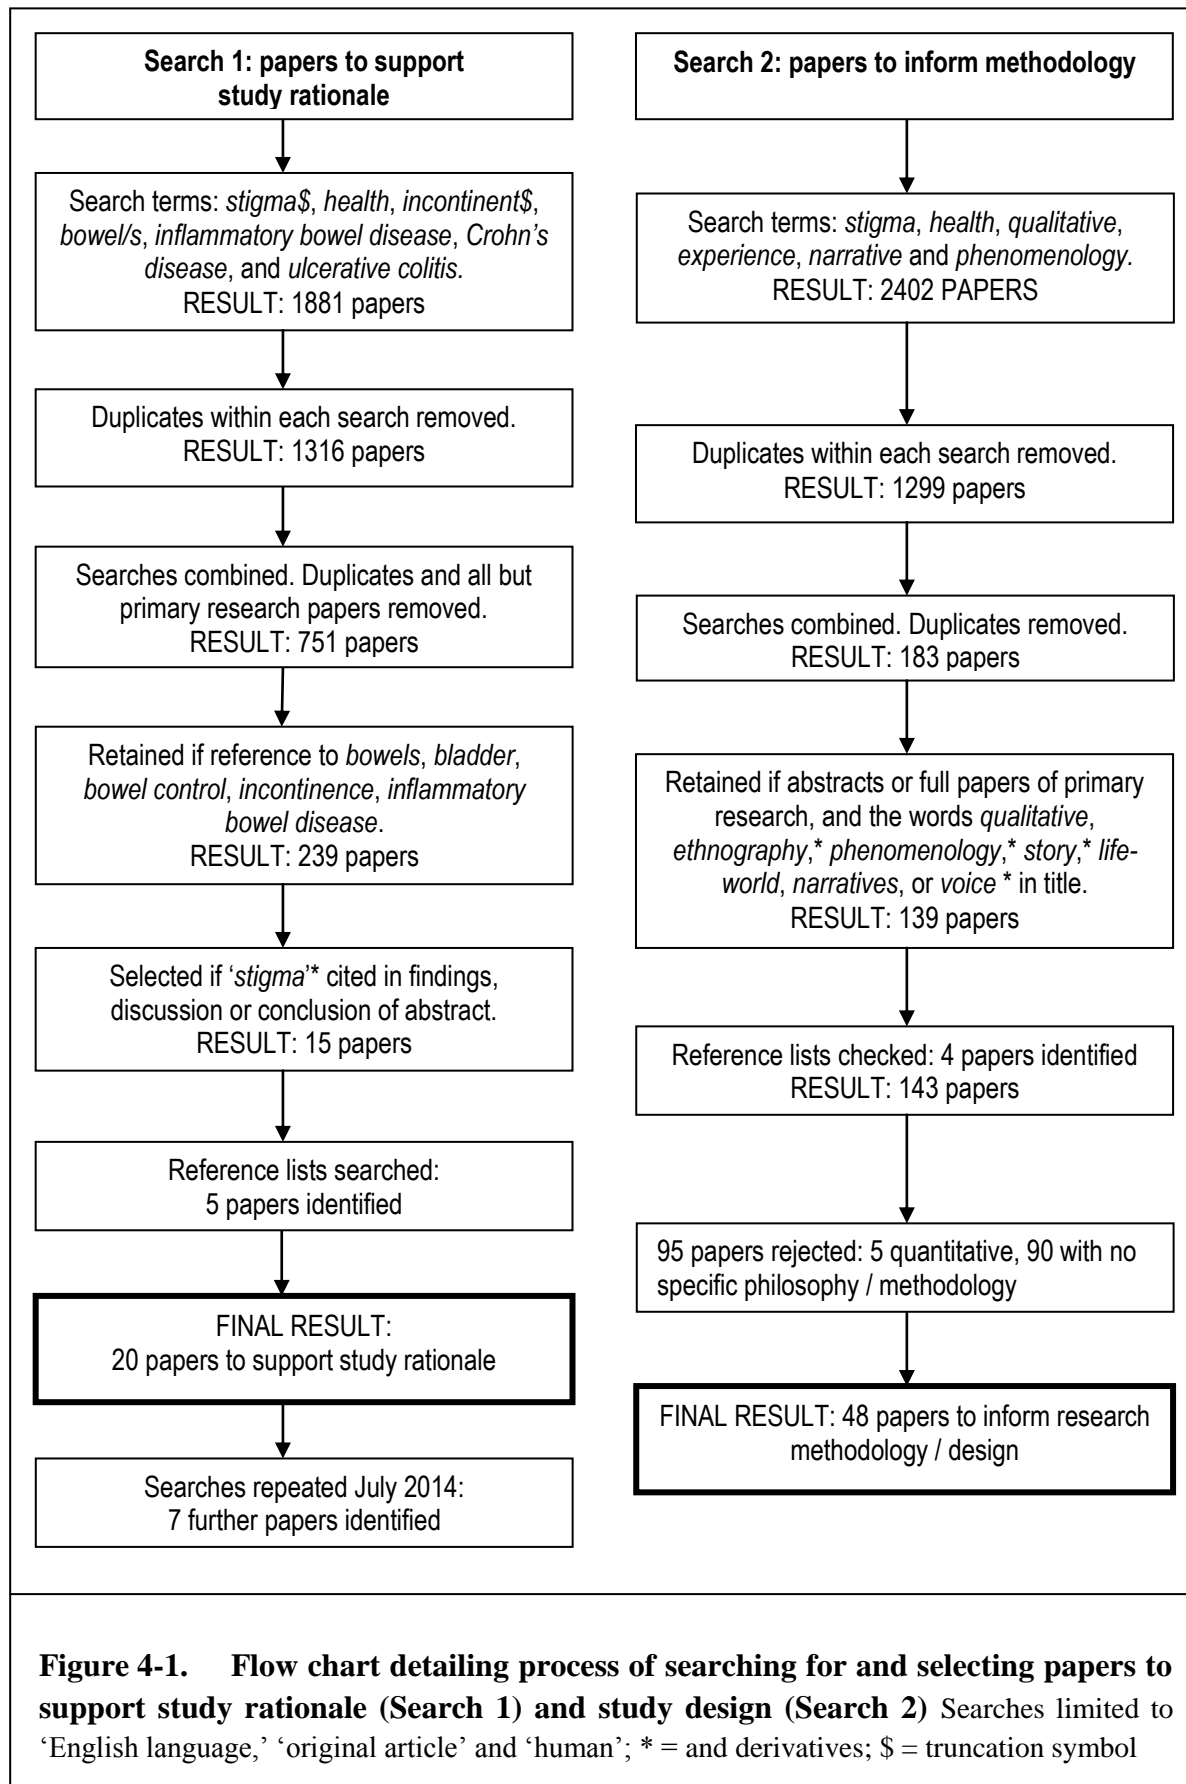 Search 1: papers to support
study rationale
Search terms: stigma$, health, incontinent$,
bowel/s, inflammatory bowel disease, Crohn's
disease, and ulcerative colitis.
RESULT: 1881 papers
Duplicates within each search removed.
RESULT: 1316 papers
Searches combined. Duplicates and all but
primary research papers removed.
RESULT: 751 papers
Retained if reference to bowels, bladder,
bowel control, incontinence, inflammatory
bowel disease.
RESULT: 239 papers
Selected if 'stigma'* cited in findings,
discussion or conclusion of abstract.
RESULT: 15 papers
Reference lists searched:
5 papers identified
FINAL RESULT:
20 papers to support study rationale
Searches repeated July 2014:
7 further papers identified
Search 2: papers to inform methodology
Search terms: stigma, health, qualitative,
experience, narrative and phenomenology.
RESULT: 2402 PAPERS
Duplicates within each search removed.
RESULT: 1299 papers
Searches combined. Duplicates removed.
RESULT: 183 papers
Retained if abstracts or full papers of primary
research, and the words qualitative,
ethnography,* phenomenology,* story,* life-
world, narratives, or voice * in title.
RESULT: 139 papers
Reference lists checked: 4 papers identified
RESULT: 143 papers
95 papers rejected: 5 quantitative, 90 with no
specific philosophy / methodology
FINAL RESULT: 48 papers to inform research
methodology / design
Figure 4-1. Flow chart detailing process of searching for and selecting papers to
support study rationale (Search 1) and study design (Search 2) Searches limited to
'English language,' 'original article' and 'human'; * = and derivatives; $ = truncation symbol